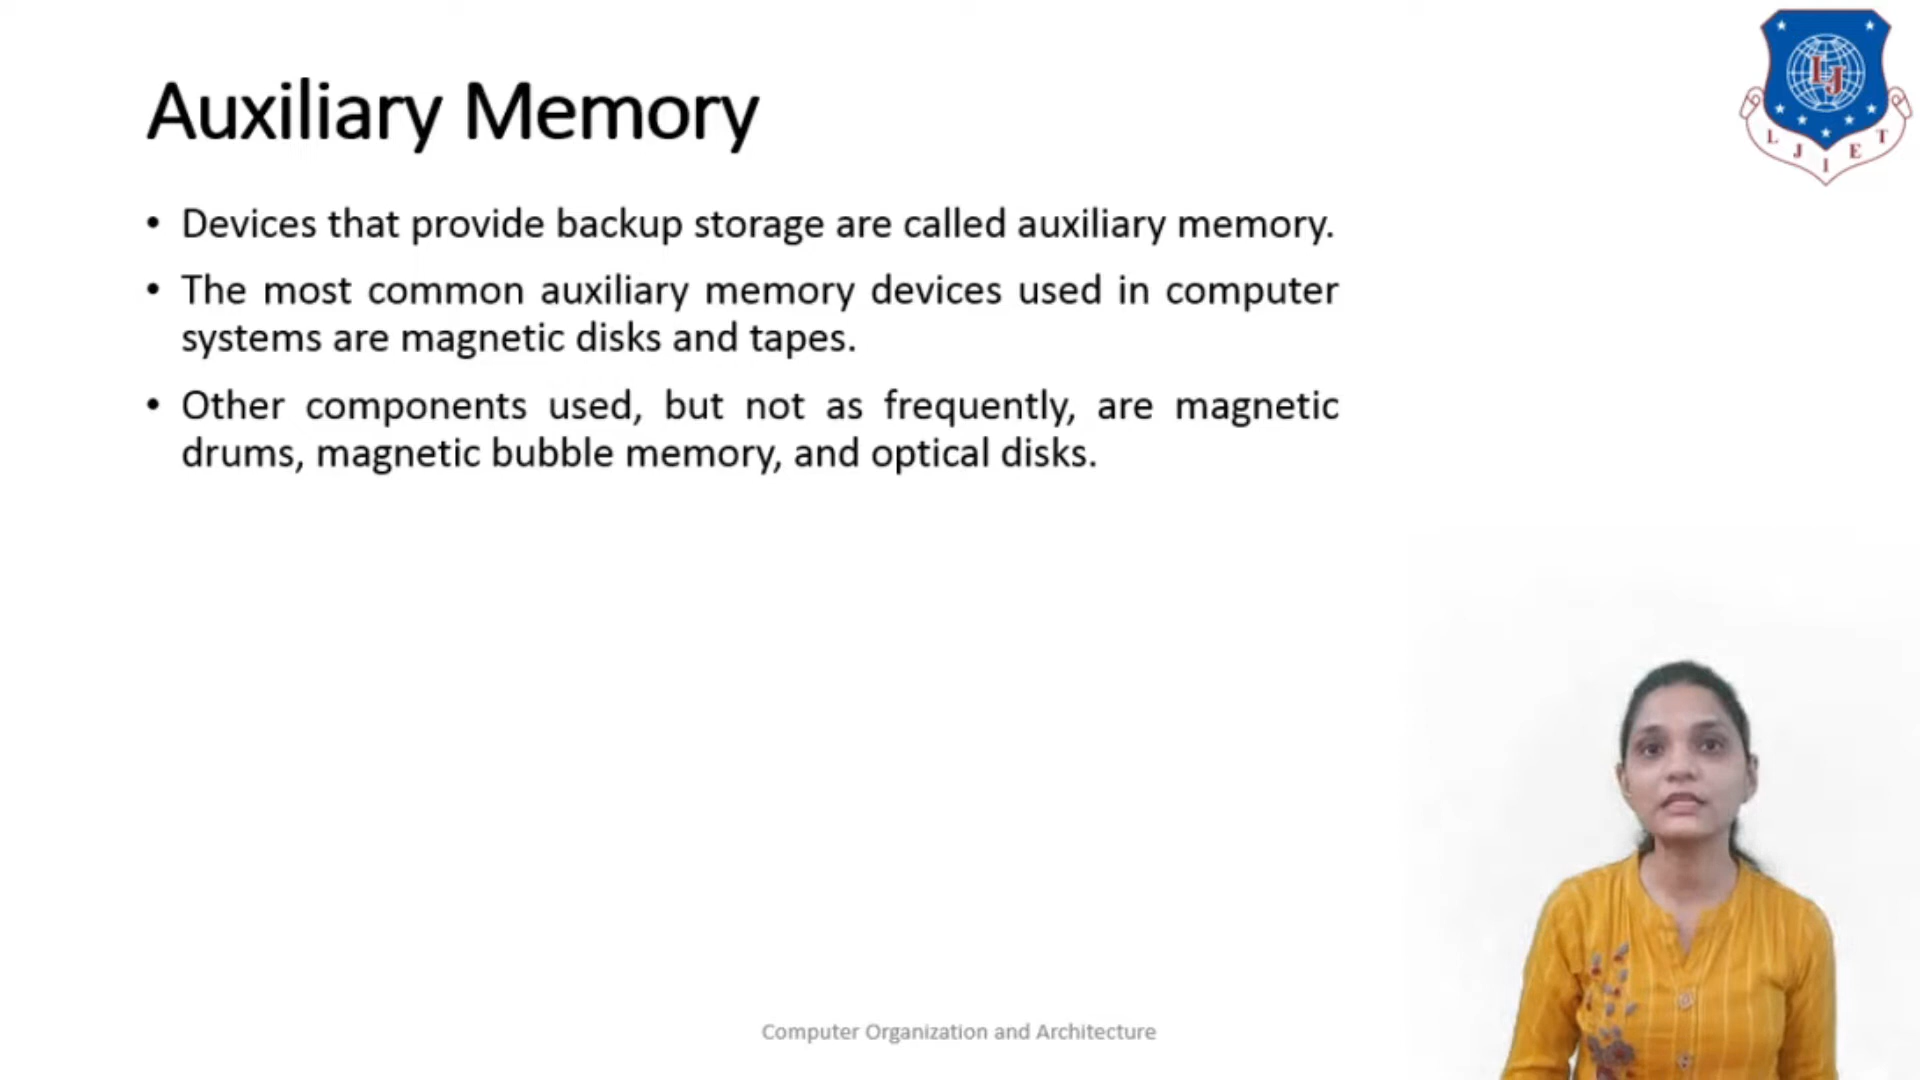 Auxiliary Memory
• Devices that provide backup storage are called auxiliary memory.
• The most common auxiliary memory devices used in computer
systems are magnetic disks and tapes.
• Other components used, but not as frequently, are magnetic
drums, magnetic bubble memory, and optical disks.
LJ
L J I E T
Computer Organization and Architecture